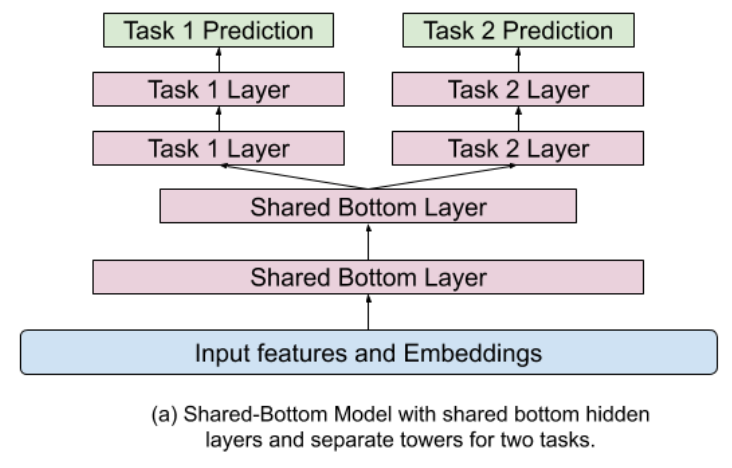 Task 1 Prediction
Task 2 Prediction
Task 1 Layer
Task 2 Layer
Task 1 Layer
Task 2 Layer
Shared Bottom Layer
Shared Bottom Layer
Input features and Embeddings
(a) Shared-Bottom Model with shared bottom hidden
layers and separate towers for two tasks.